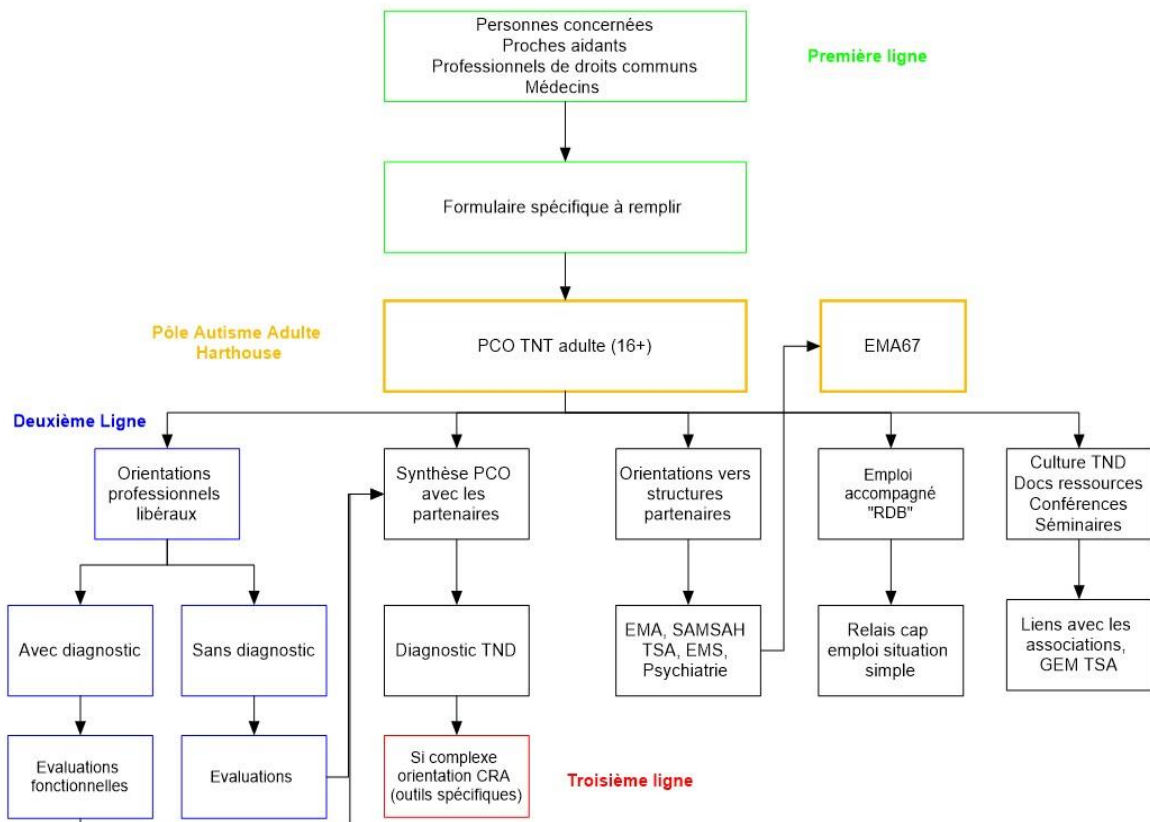 Personnes concernées
Proches aidants
Professionnels de droits communs
Médecins
Première ligne
Formulaire spécifique à remplir
Pôle Autisme Adulte
Harthouse
PCO TNT adulte (16+)
EMA67
Deuxième Ligne
Orientations
professionnels
libéraux
Synthèse PCO
avec les
partenaires
Orientations vers
structures
partenaires
Emploi
accompagné
"RDB"
Culture TND
Docs ressources
Conférences
Séminaires
Avec diagnostic
Sans diagnostic
Diagnostic TND
EMA, SAMSAH
TSA, EMS,
Psychiatrie
Relais cap
emploi situation
simple
Liens avec les
associations,
GEM TSA
Evaluations
fonctionnelles
Evaluations
Si complexe
orientation CRA
(outils spécifiques)
Troisième ligne